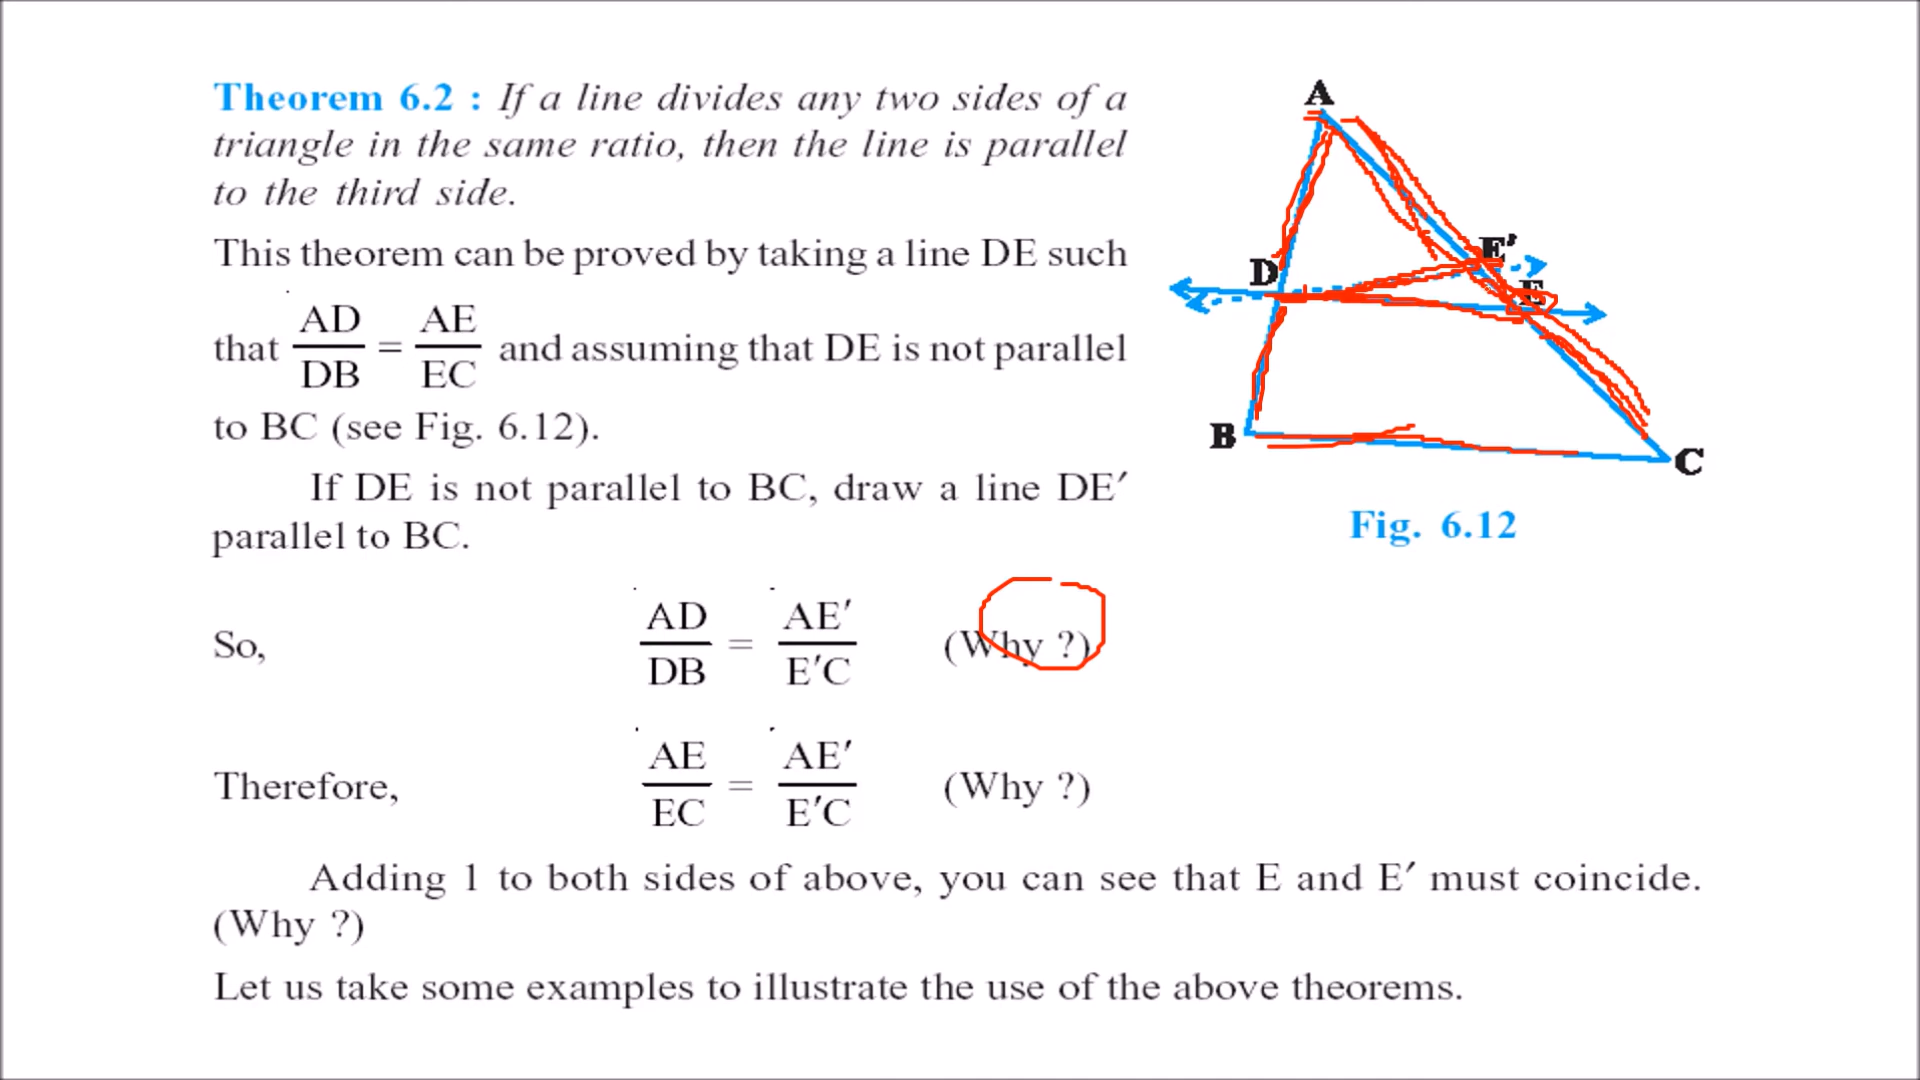 Theorem 6.2 : If a line divides any two sides of a
triangle in the same ratio, then the line is parallel
to the third side.
This theorem can be proved by taking a line DE such
that AD/DB = AE/EC and assuming that DE is not parallel
to BC (see Fig. 6.12).
If DE is not parallel to BC, draw a line DE′
parallel to BC.
So, AD/DB = AE′/E′C (Why ?)
Therefore, AE/EC = AE′/E′C (Why ?)
Adding 1 to both sides of above, you can see that E and E′ must coincide.
(Why ?)
Let us take some examples to illustrate the use of the above theorems.
A
E′
D
E
B
C
Fig. 6.12